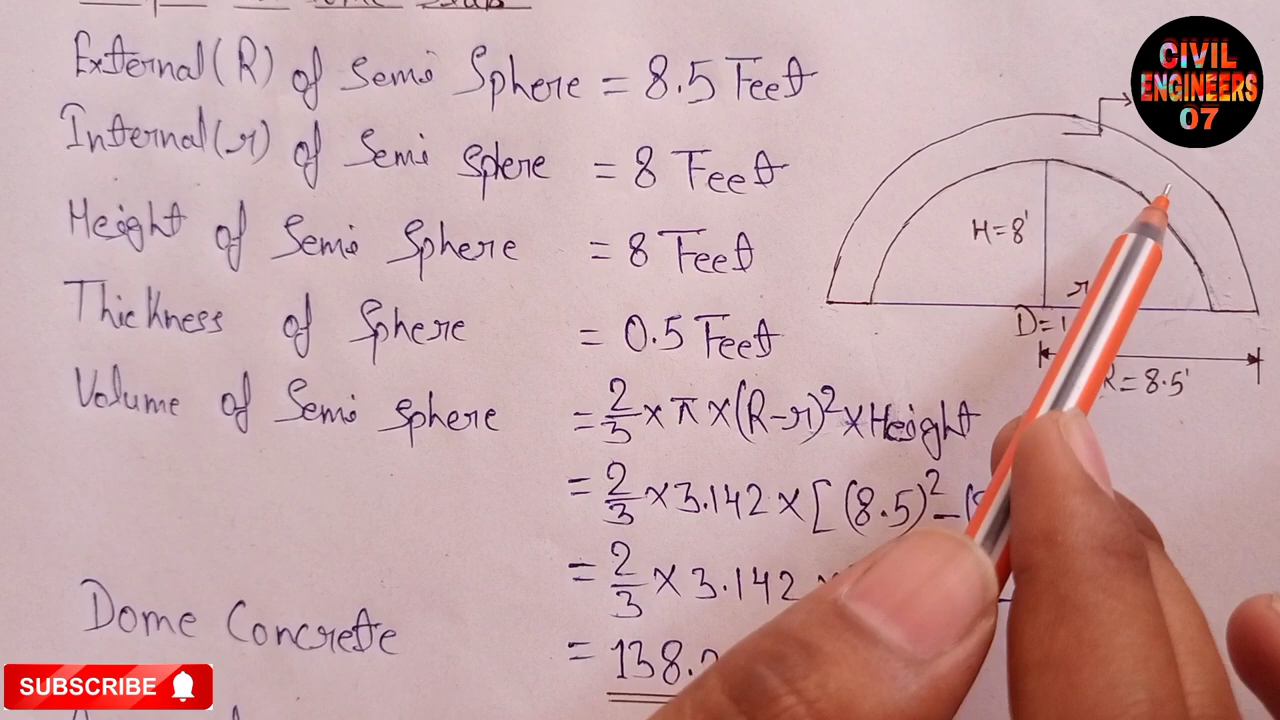 External(R) of Semi Sphere = 8.5 Feet
Internal(r) of Semi Sphere = 8 Feet
Height of Semi Sphere = 8 Feet
Thickness of Sphere = 0.5 Feet
Volume of Semi Sphere = 2/3 × π × (R-r)² × Height
= 2/3 × 3.142 × [(8.5)² -
= 2/3 × 3.142
Dome Concrete = 138.
H=8'
r
D=1
R=8.5'
CIVIL
ENGINEERS
07
SUBSCRIBE